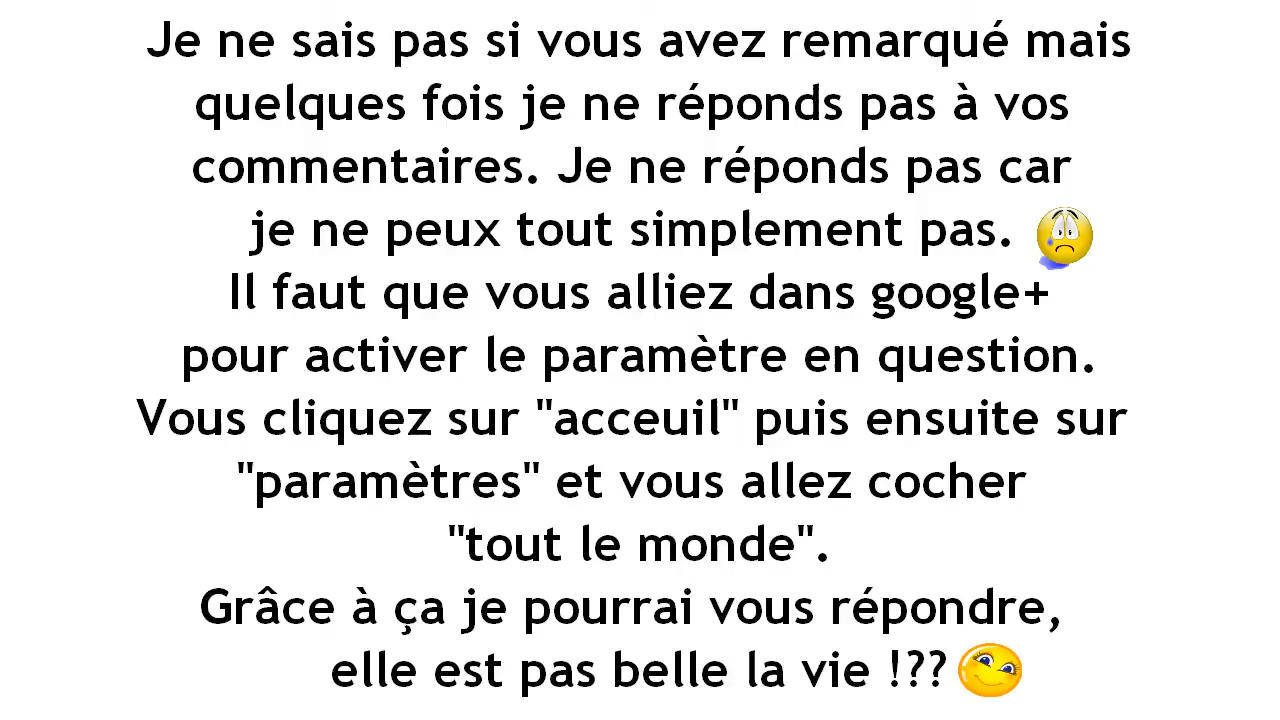 Je ne sais pas si vous avez remarqué mais
quelques fois je ne réponds pas à vos
commentaires. Je ne réponds pas car
je ne peux tout simplement pas.
Il faut que vous alliez dans google+
pour activer le paramètre en question.
Vous cliquez sur "acceuil" puis ensuite sur
"paramètres" et vous allez cocher
"tout le monde".
Grâce à ça je pourrai vous répondre,
elle est pas belle la vie !??